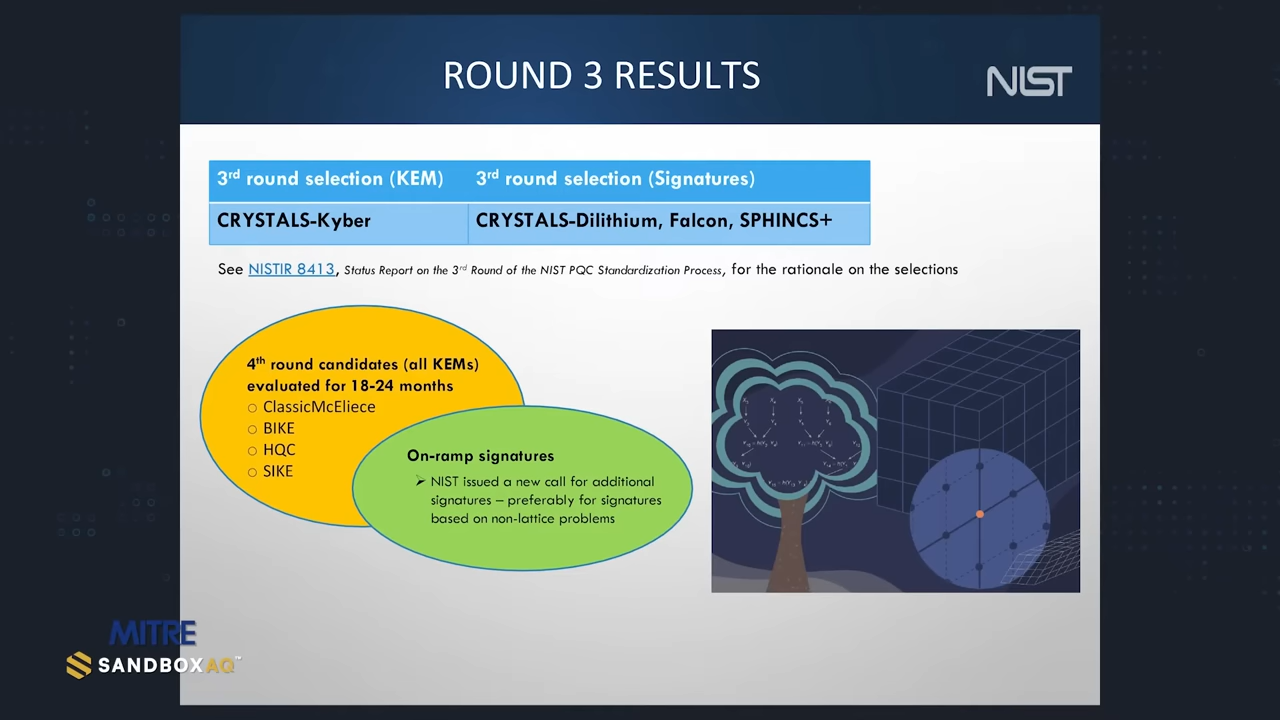 ROUND 3 RESULTS
NIST
3rd round selection (KEM) 3rd round selection (Signatures)
CRYSTALS-Kyber CRYSTALS-Dilithium, Falcon, SPHINCS+
See NISTIR 8413, Status Report on the 3rd Round of the NIST PQC Standardization Process, for the rationale on the selections
4th round candidates (all KEMs)
evaluated for 18-24 months
○ ClassicMcEliece
○ BIKE
○ HQC
○ SIKE
On-ramp signatures
➤ NIST issued a new call for additional
signatures – preferably for signatures
based on non-lattice problems
MITRE
SANDBOXAQ™